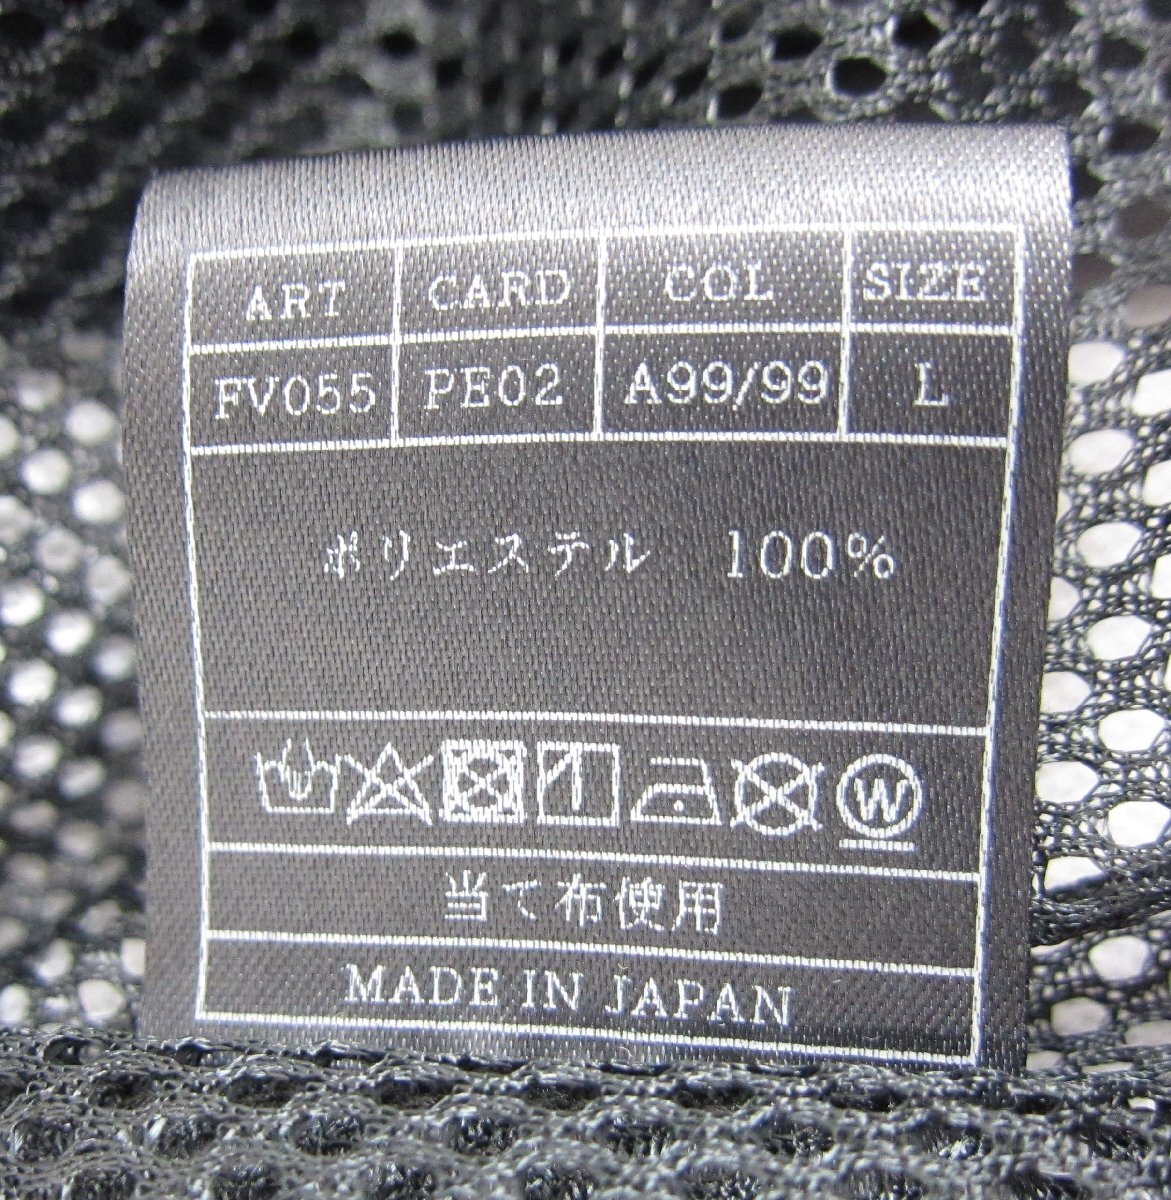 ART CARD COL SIZE
FV055 PE02 A99/99 L
ポリエステル 100%
W
当て布使用
MADE IN JAPAN